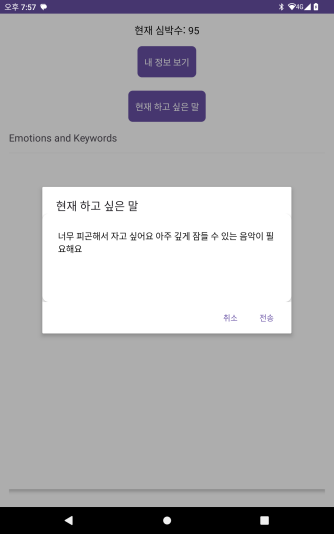 오후 7:57
4G
현재 심박수: 95
내 정보 보기
현재 하고 싶은 말
Emotions and Keywords
현재 하고 싶은 말
너무 피곤해서 자고 싶어요 아주 깊게 잠들 수 있는 음악이 필
요해요
취소 전송